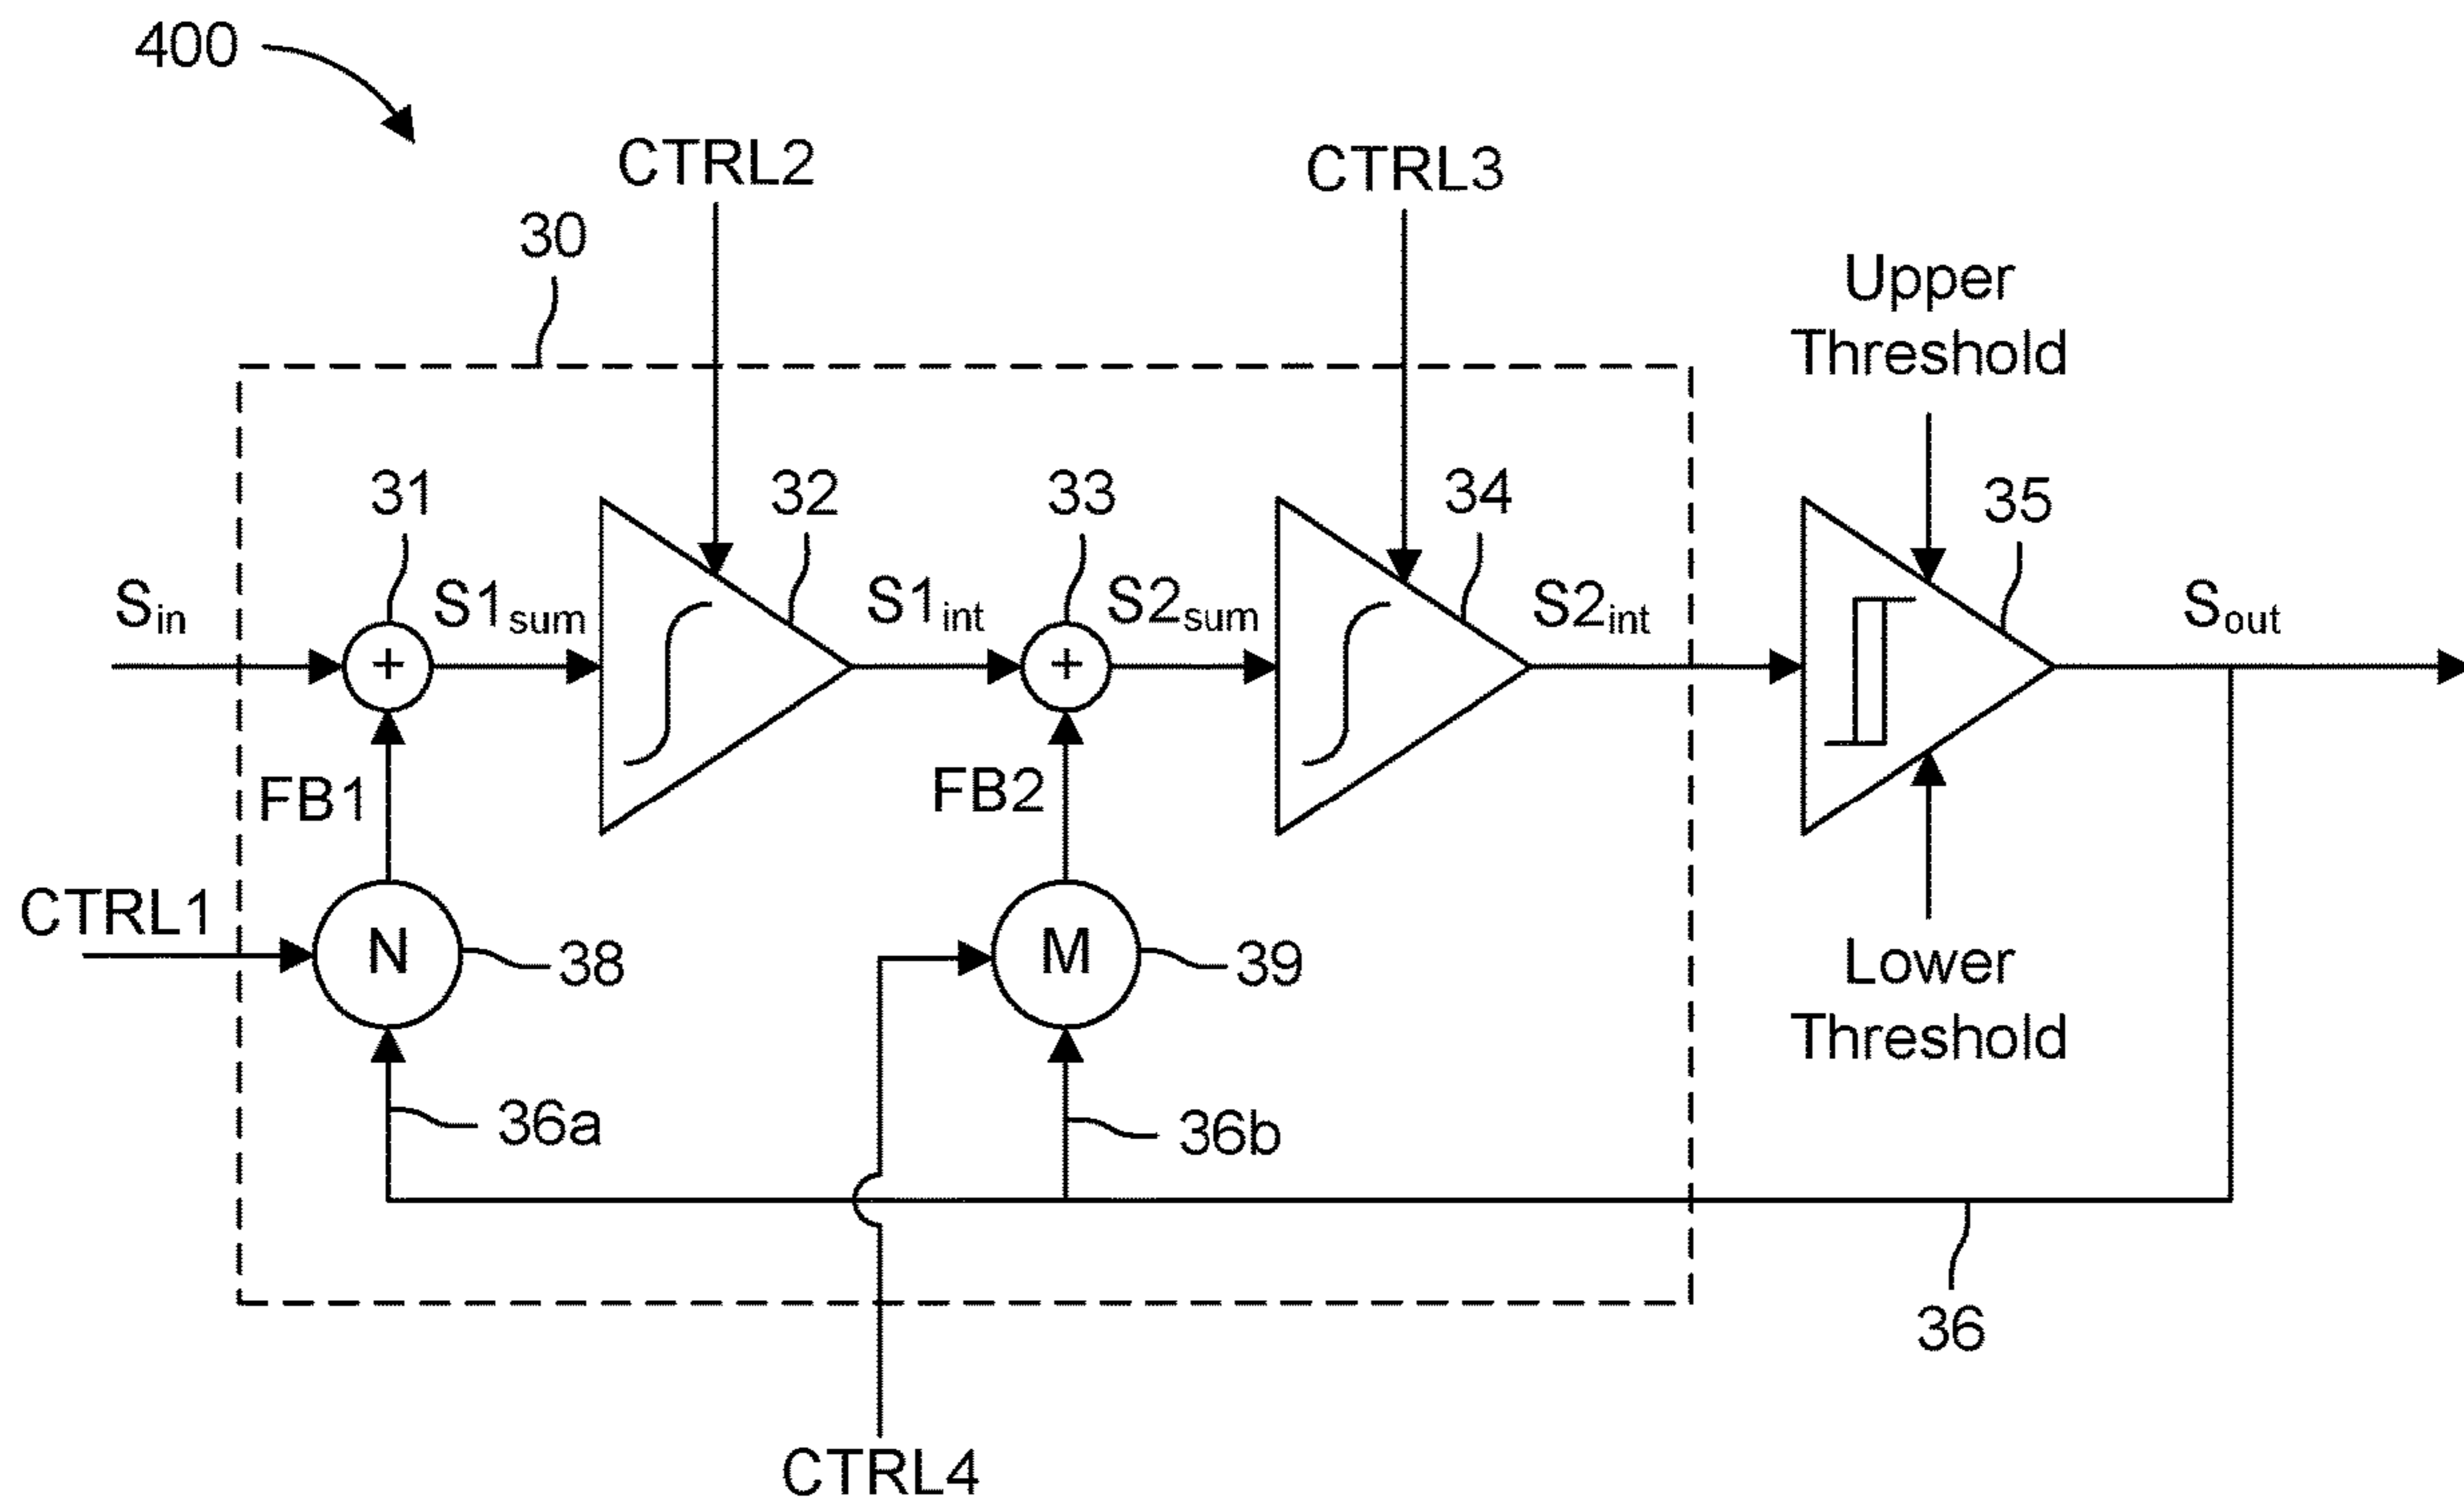 400
CTRL2
CTRL3
30
Upper
Threshold
31
32
33
34
35
Sin
S1sum
S1int
S2sum
S2int
Sout
+
+
FB1
FB2
CTRL1
N
38
M
39
Lower
Threshold
36a
36b
36
CTRL4